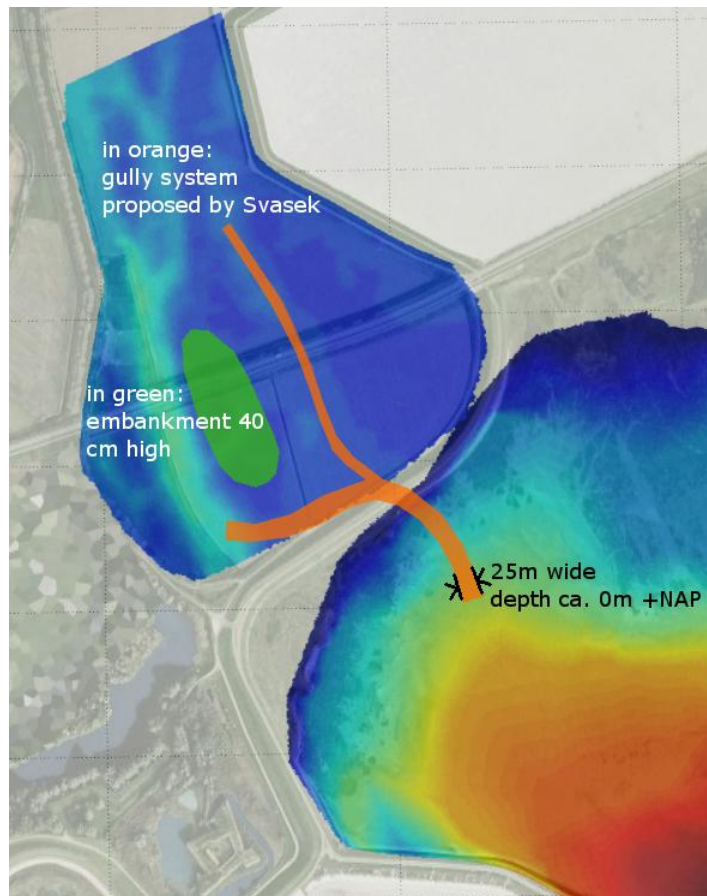 in orange:
gully system
proposed by Svasek
in green:
embankment 40
cm high
25m wide
depth ca. 0m +NAP